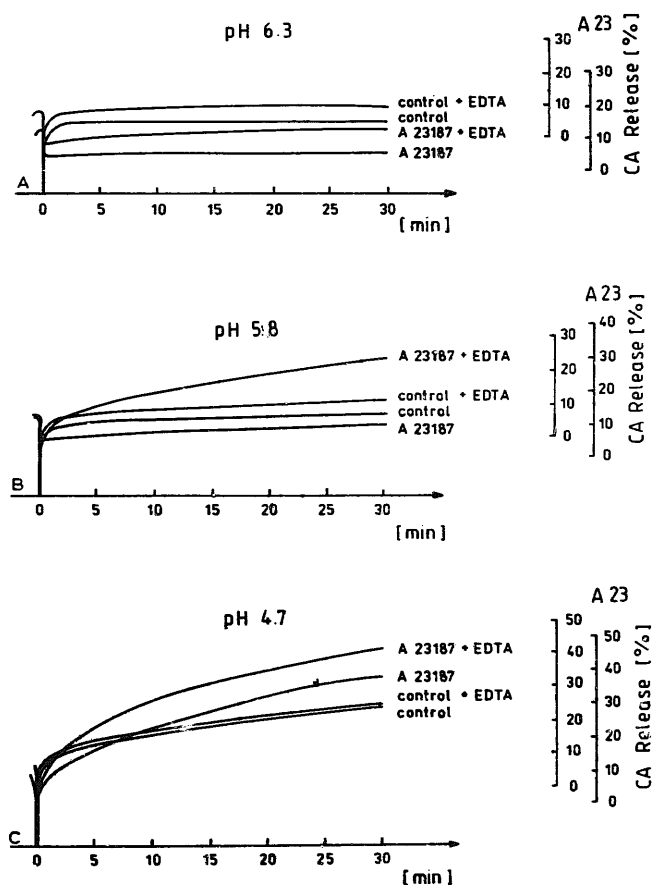 pH 6.3
A 23
30
20
10
0
30
20
10
0
CA Release [%]
control + EDTA
control
A 23187 + EDTA
A 23187
A
0 5 10 15 20 25 30
[min]
pH 5.8
A 23
30
20
10
0
40
30
20
10
0
CA Release [%]
A 23187 + EDTA
control + EDTA
control
A 23187
B
0 5 10 15 20 25 30
[min]
pH 4.7
A 23
50
40
30
20
10
0
50
40
30
20
10
0
CA Release [%]
A 23187 + EDTA
A 23187
control + EDTA
control
C
0 5 10 15 20 25 30
[min]